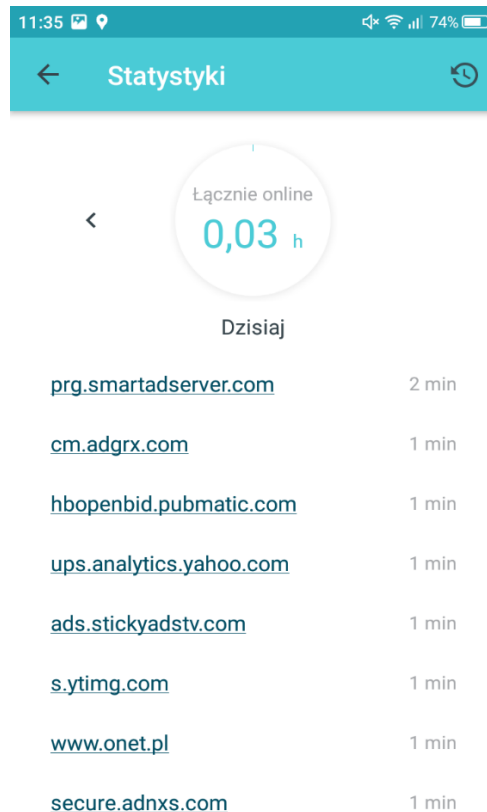 11:35 74%
Statystyki
Łącznie online
0,03 h
Dzisiaj
prg.smartadserver.com 2 min
cm.adgrx.com 1 min
hbopenbid.pubmatic.com 1 min
ups.analytics.yahoo.com 1 min
ads.stickyadstv.com 1 min
s.ytimg.com 1 min
www.onet.pl 1 min
secure.adnxs.com 1 min